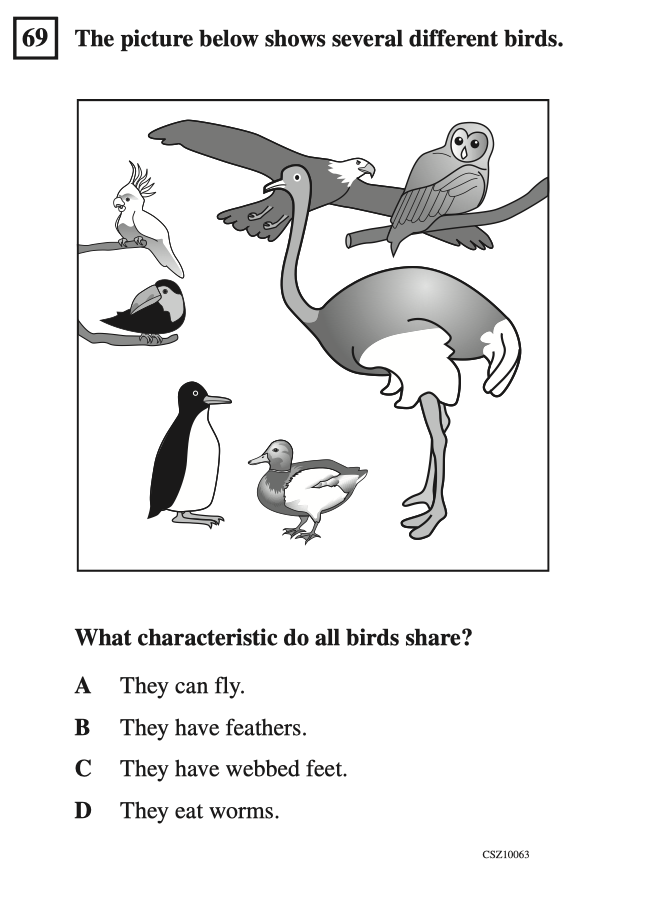 69 The picture below shows several different birds.
What characteristic do all birds share?
A They can fly.
B They have feathers.
C They have webbed feet.
D They eat worms.
CSZ10063